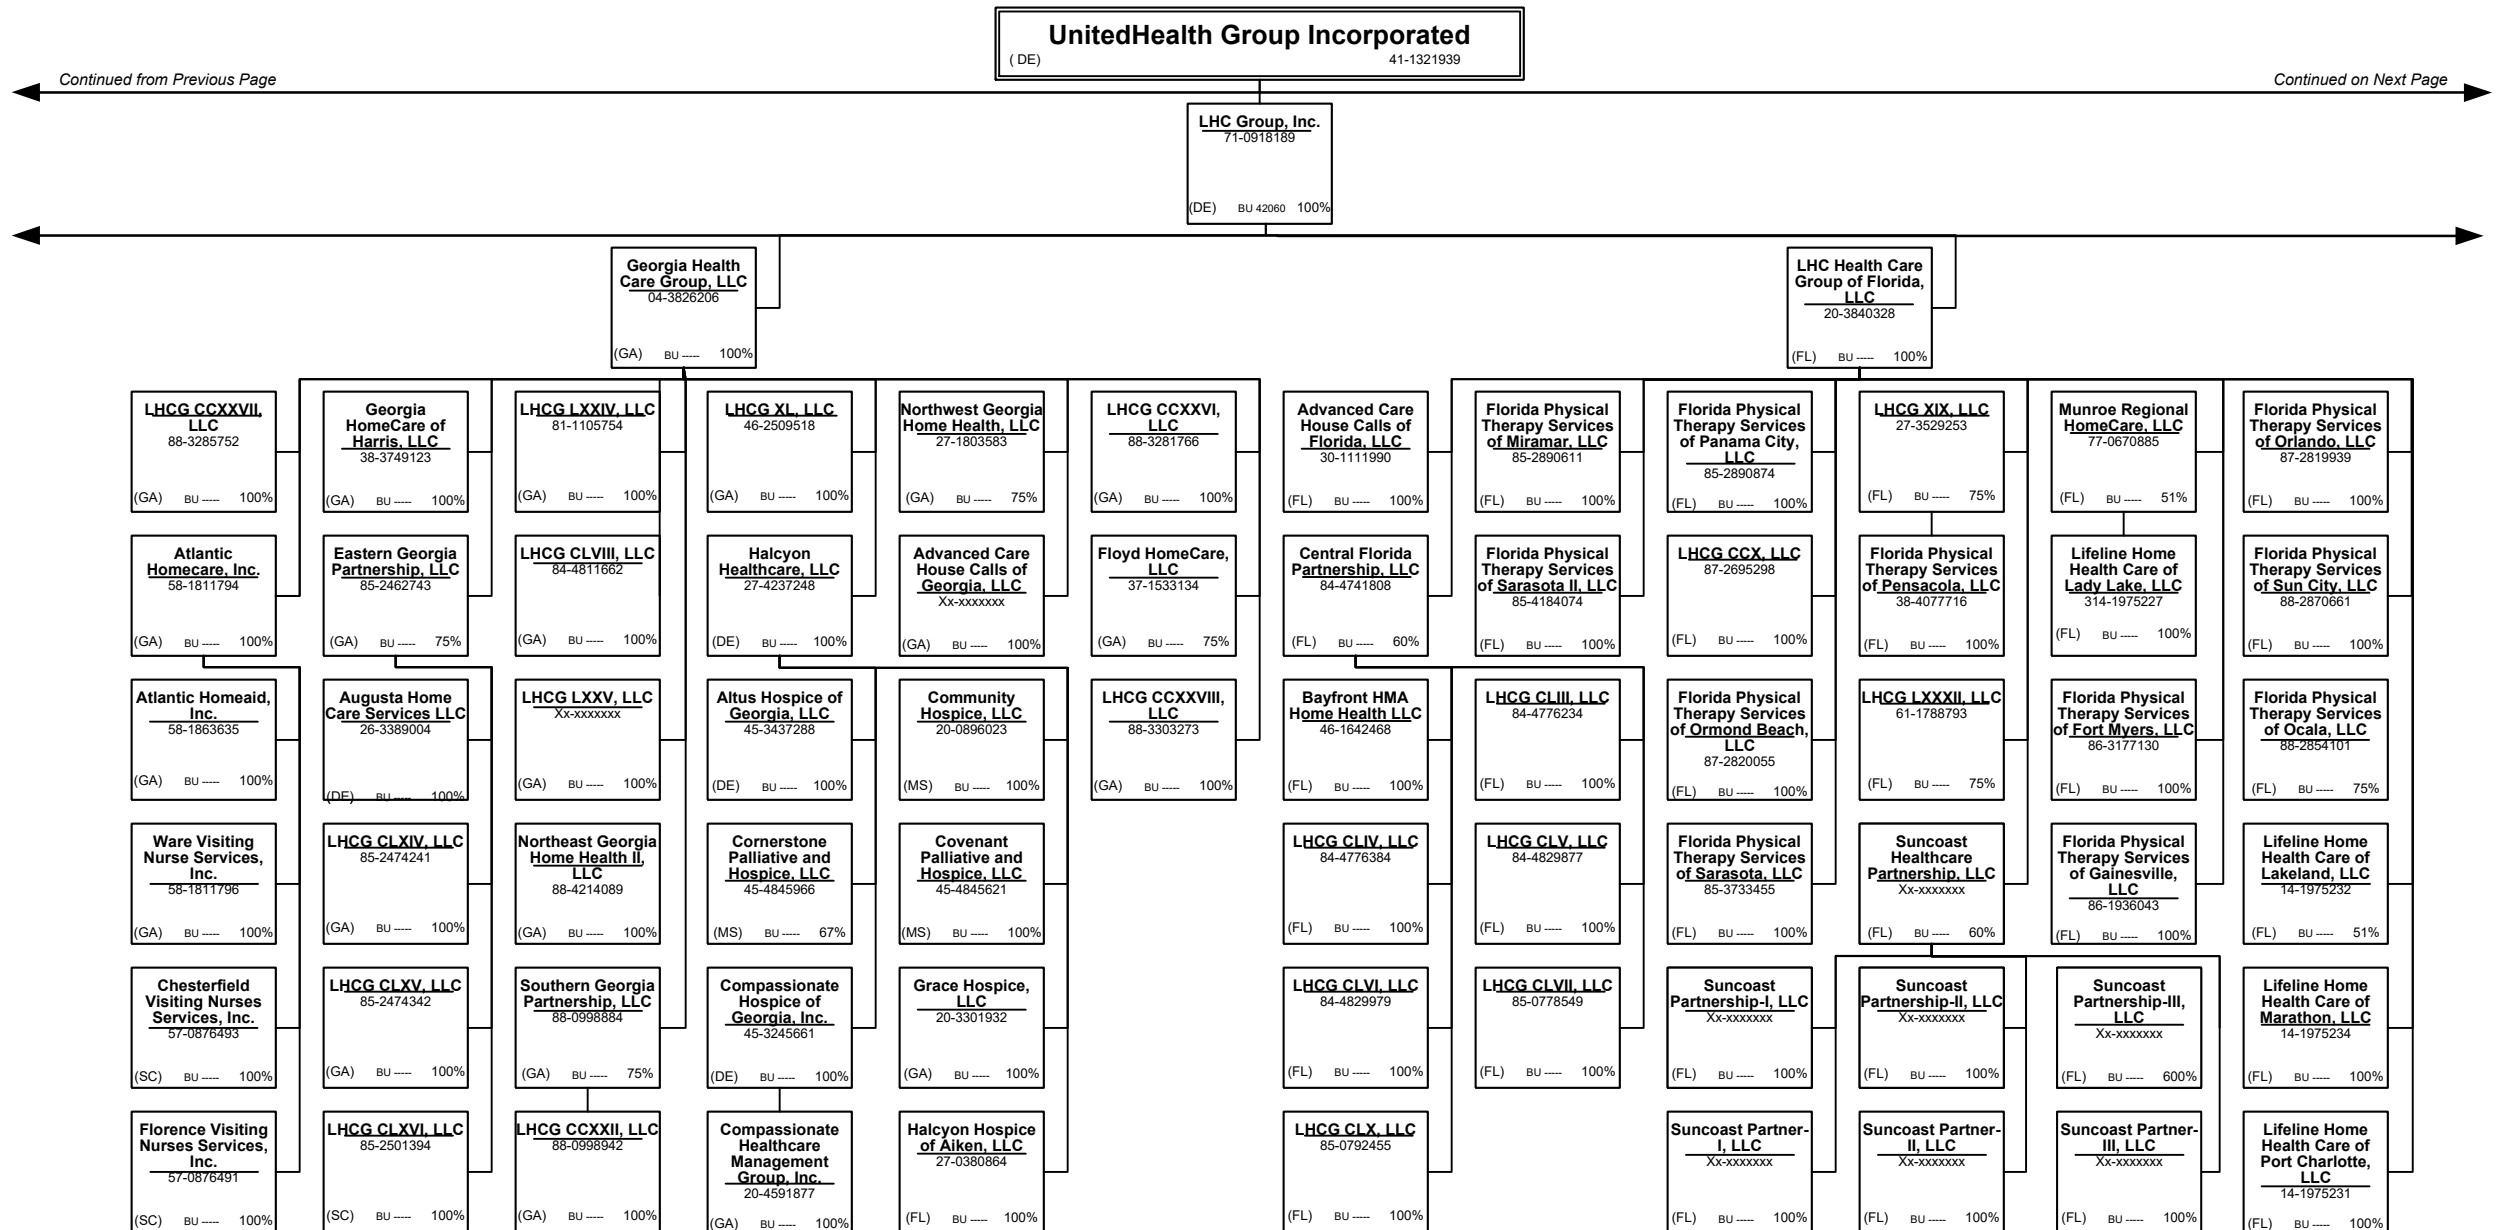 UnitedHealth Group Incorporated
( DE) 41-1321939
Continued from Previous Page
Continued on Next Page
LHC Group, Inc.
71-0918189
(DE) BU 42060 100%
Georgia Health
Care Group, LLC
04-3826206
(GA) BU ----- 100%
LHC Health Care
Group of Florida,
LLC
20-3840328
(FL) BU ----- 100%
LHCG CCXXVII,
LLC
88-3285752
(GA) BU ----- 100%
Georgia
HomeCare of
Harris, LLC
38-3749123
(GA) BU ----- 100%
LHCG LXXIV, LLC
81-1105754
(GA) BU ----- 100%
LHCG XL, LLC
46-2509518
(GA) BU ----- 100%
Northwest Georgia
Home Health, LLC
27-1803583
(GA) BU ----- 75%
LHCG CCXXVI,
LLC
88-3281766
(GA) BU ----- 100%
Advanced Care
House Calls of
Florida, LLC
30-1111990
(FL) BU ----- 100%
Florida Physical
Therapy Services
of Miramar, LLC
85-2890611
(FL) BU ----- 100%
Florida Physical
Therapy Services
of Panama City,
LLC
85-2890874
(FL) BU ----- 100%
LHCG XIX, LLC
27-3529253
(FL) BU ----- 75%
Munroe Regional
HomeCare, LLC
77-0670885
(FL) BU ----- 51%
Florida Physical
Therapy Services
of Orlando, LLC
87-2819939
(FL) BU ----- 100%
Atlantic
Homecare, Inc.
58-1811794
(GA) BU ----- 100%
Eastern Georgia
Partnership, LLC
85-2462743
(GA) BU ----- 75%
LHCG CLVIII, LLC
84-4811662
(GA) BU ----- 100%
Halcyon
Healthcare, LLC
27-4237248
(DE) BU ----- 100%
Advanced Care
House Calls of
Georgia, LLC
Xx-xxxxxxx
(GA) BU ----- 100%
Floyd HomeCare,
LLC
37-1533134
(GA) BU ----- 75%
Central Florida
Partnership, LLC
84-4741808
(FL) BU ----- 60%
Florida Physical
Therapy Services
of Sarasota II, LLC
85-4184074
(FL) BU ----- 100%
LHCG CCX, LLC
87-2695298
(FL) BU ----- 100%
Florida Physical
Therapy Services
of Pensacola, LLC
38-4077716
(FL) BU ----- 100%
Lifeline Home
Health Care of
Lady Lake, LLC
314-1975227
(FL) BU ----- 100%
Florida Physical
Therapy Services
of Sun City, LLC
88-2870661
(FL) BU ----- 100%
Atlantic Homeaid,
Inc.
58-1863635
(GA) BU ----- 100%
Augusta Home
Care Services LLC
26-3389004
(DE) BU ----- 100%
LHCG LXXV, LLC
Xx-xxxxxxx
(GA) BU ----- 100%
Altus Hospice of
Georgia, LLC
45-3437288
(DE) BU ----- 100%
Community
Hospice, LLC
20-0896023
(MS) BU ----- 100%
LHCG CCXXVIII,
LLC
88-3303273
(GA) BU ----- 100%
Bayfront HMA
Home Health LLC
46-1642468
(FL) BU ----- 100%
LHCG CLIII, LLC
84-4776234
(FL) BU ----- 100%
Florida Physical
Therapy Services
of Ormond Beach,
LLC
87-2820055
(FL) BU ----- 100%
LHCG LXXXII, LLC
61-1788793
(FL) BU ----- 75%
Florida Physical
Therapy Services
of Fort Myers, LLC
86-3177130
(FL) BU ----- 100%
Florida Physical
Therapy Services
of Ocala, LLC
88-2854101
(FL) BU ----- 75%
Ware Visiting
Nurse Services,
Inc.
58-1811796
(GA) BU ----- 100%
LHCG CLXIV, LLC
85-2474241
(GA) BU ----- 100%
Northeast Georgia
Home Health II,
LLC
88-4214089
(GA) BU ----- 100%
Cornerstone
Palliative and
Hospice, LLC
45-4845966
(MS) BU ----- 67%
Covenant
Palliative and
Hospice, LLC
45-4845621
(MS) BU ----- 100%
LHCG CLIV, LLC
84-4776384
(FL) BU ----- 100%
LHCG CLV, LLC
84-4829877
(FL) BU ----- 100%
Florida Physical
Therapy Services
of Sarasota, LLC
85-3733455
(FL) BU ----- 100%
Suncoast
Healthcare
Partnership, LLC
Xx-xxxxxxx
(FL) BU ----- 60%
Florida Physical
Therapy Services
of Gainesville,
LLC
86-1936043
(FL) BU ----- 100%
Lifeline Home
Health Care of
Lakeland, LLC
14-1975232
(FL) BU ----- 51%
Chesterfield
Visiting Nurses
Services, Inc.
57-0876493
(SC) BU ----- 100%
LHCG CLXV, LLC
85-2474342
(GA) BU ----- 100%
Southern Georgia
Partnership, LLC
88-0998884
(GA) BU ----- 75%
Compassionate
Hospice of
Georgia, Inc.
45-3245661
(DE) BU ----- 100%
Grace Hospice,
LLC
20-3301932
(GA) BU ----- 100%
LHCG CLVI, LLC
84-4829979
(FL) BU ----- 100%
LHCG CLVII, LLC
85-0778549
(FL) BU ----- 100%
Suncoast
Partnership-I, LLC
Xx-xxxxxxx
(FL) BU ----- 100%
Suncoast
Partnership-II, LLC
Xx-xxxxxxx
(FL) BU ----- 100%
Suncoast
Partnership-III,
LLC
Xx-xxxxxxx
(FL) BU ----- 600%
Lifeline Home
Health Care of
Marathon, LLC
14-1975234
(FL) BU ----- 100%
Florence Visiting
Nurses Services,
Inc.
57-0876491
(SC) BU ----- 100%
LHCG CLXVI, LLC
85-2501394
(SC) BU ----- 100%
LHCG CCXXII, LLC
88-0998942
(GA) BU ----- 100%
Compassionate
Healthcare
Management
Group, Inc.
20-4591877
(GA) BU ----- 100%
Halcyon Hospice
of Aiken, LLC
27-0380864
(FL) BU ----- 100%
LHCG CLX, LLC
85-0792455
(FL) BU ----- 100%
Suncoast Partner-
I, LLC
Xx-xxxxxxx
(FL) BU ----- 100%
Suncoast Partner-
II, LLC
Xx-xxxxxxx
(FL) BU ----- 100%
Suncoast Partner-
III, LLC
Xx-xxxxxxx
(FL) BU ----- 100%
Lifeline Home
Health Care of
Port Charlotte,
LLC
14-1975231
(FL) BU ----- 100%